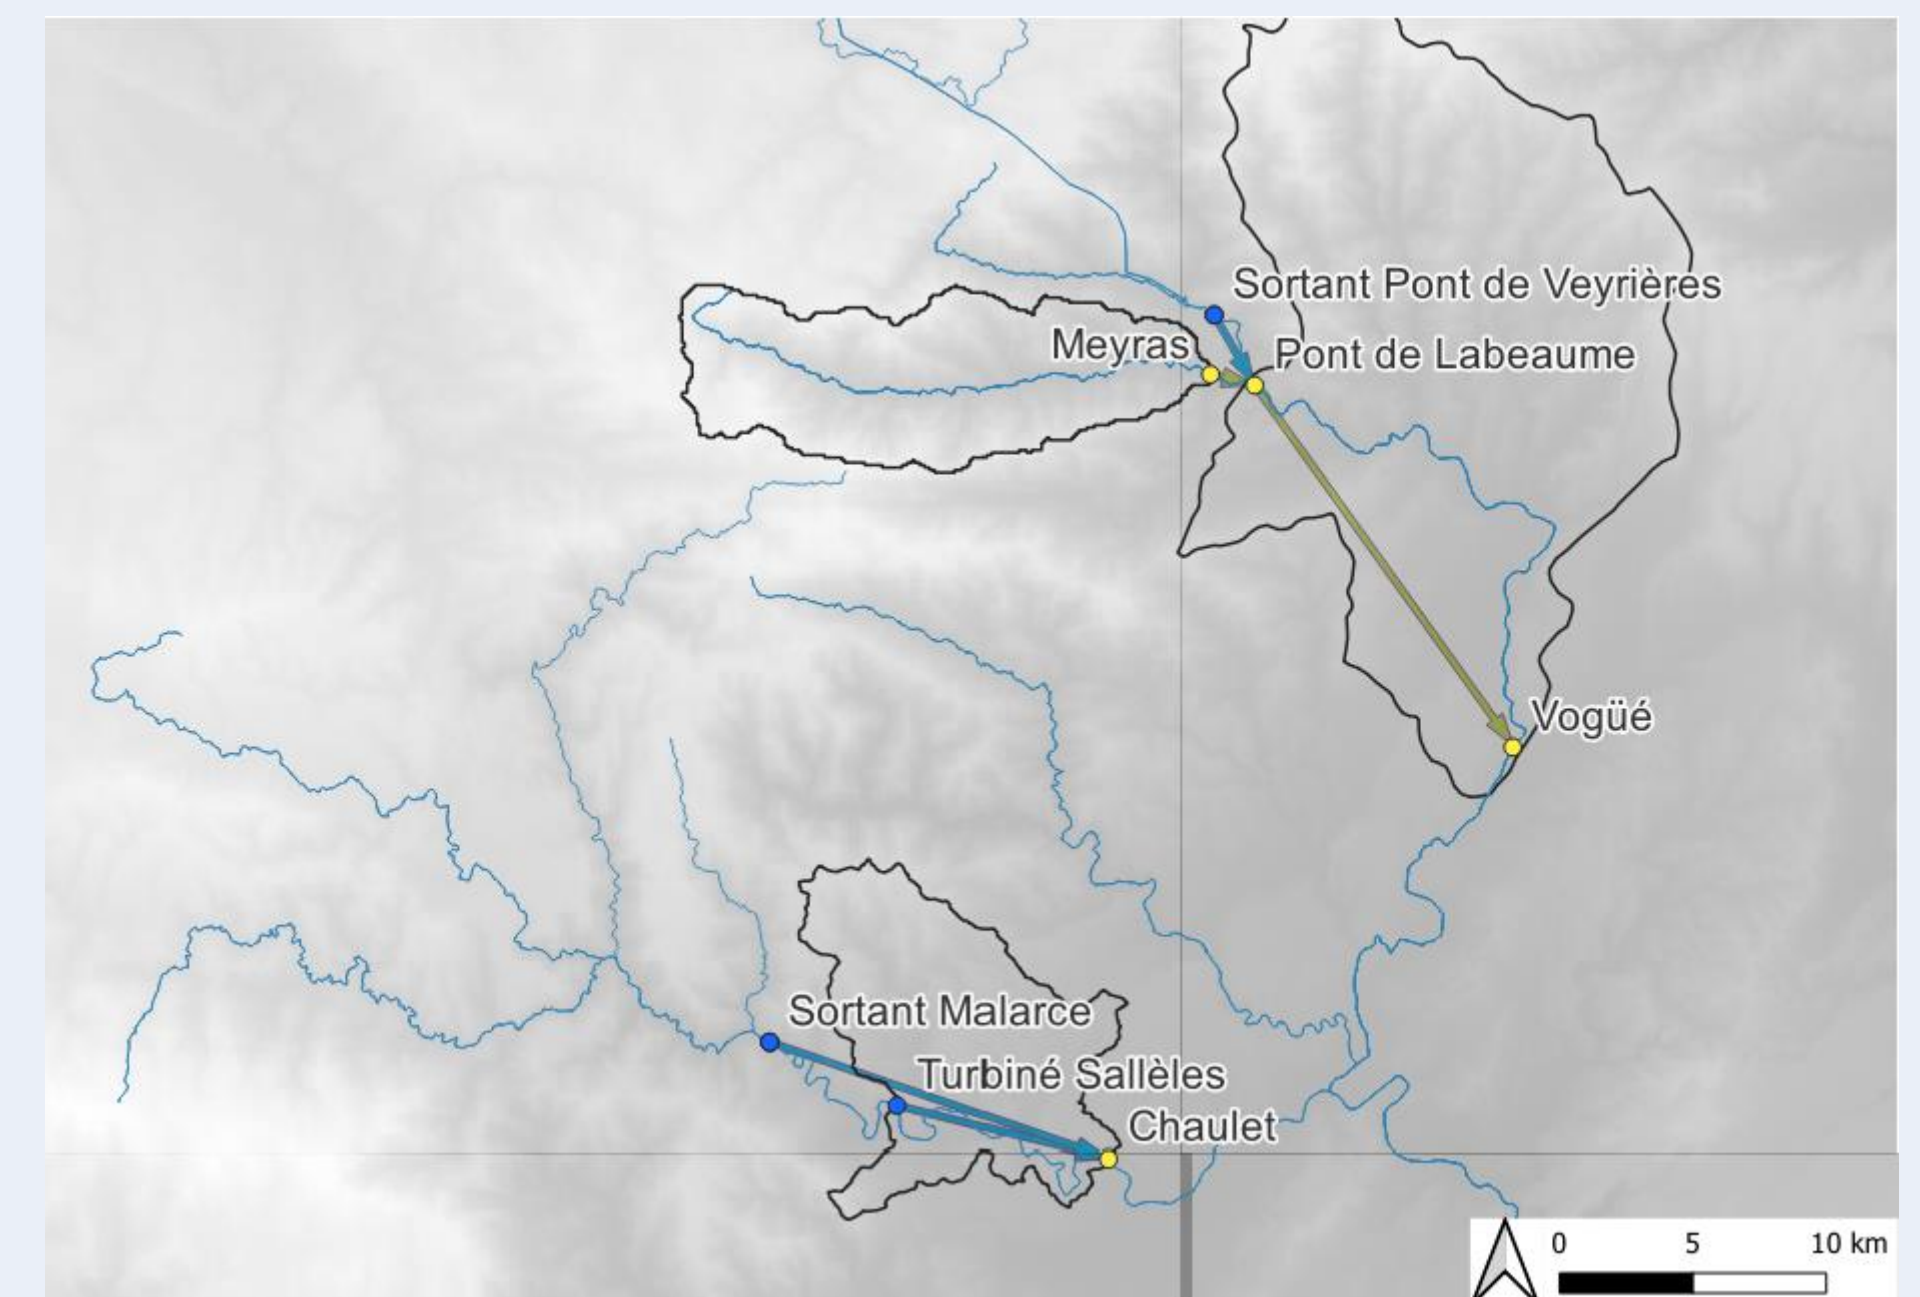 Sortant Pont de Veyrières
Meyras
Pont de Labeaume
Vogüé
Sortant Malarce
Turbiné Sallèles
Chaulet
0 5 10 km